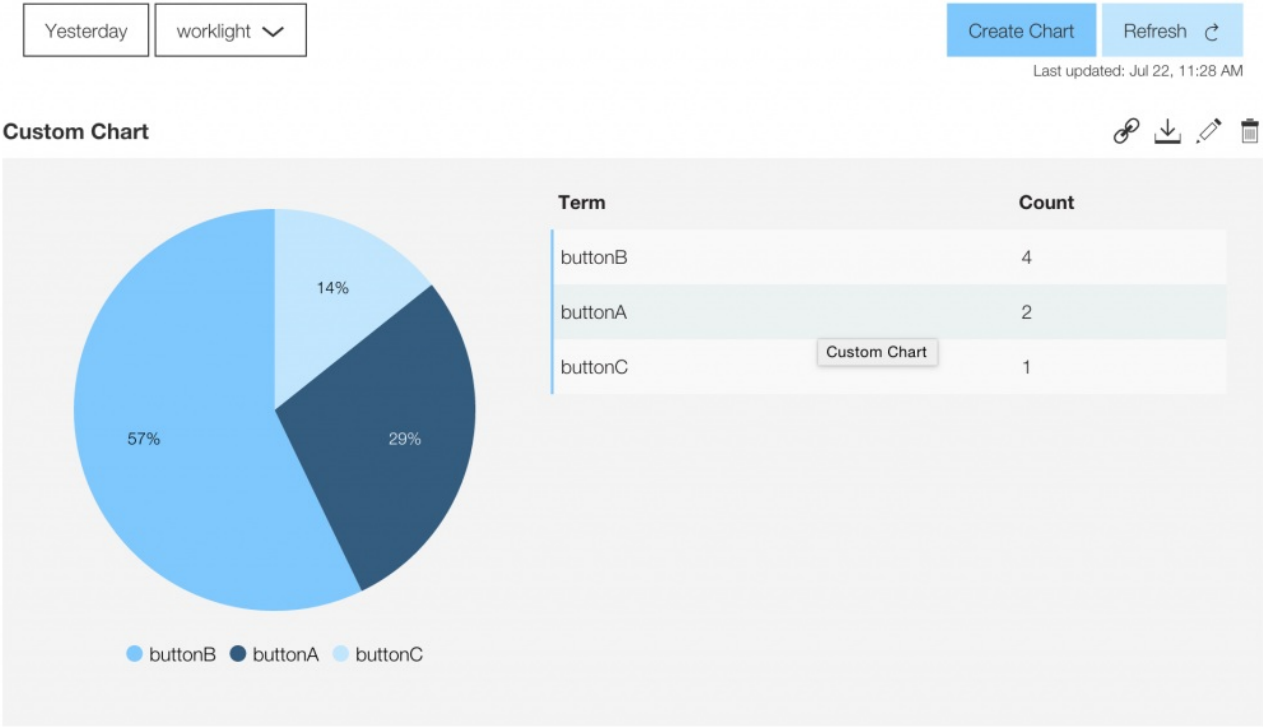 Yesterday worklight Create Chart Refresh
Last updated: Jul 22, 11:28 AM
Custom Chart
Term Count
buttonB 4
buttonA 2
Custom Chart
buttonC 1
14%
57% 29%
buttonB buttonA buttonC